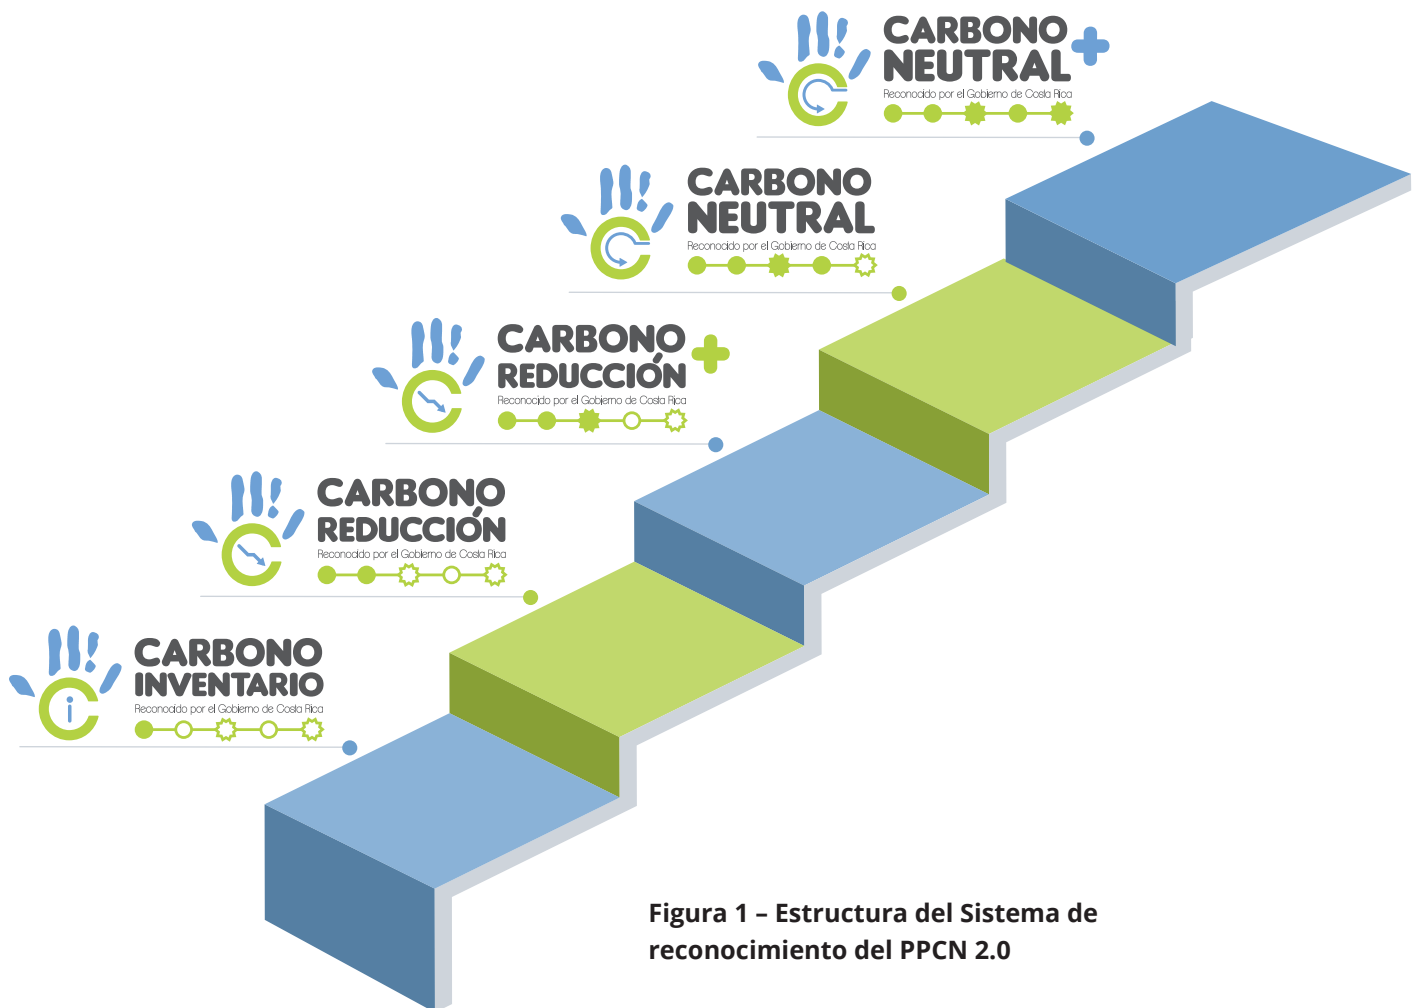 CARBONO
NEUTRAL
Reconocido por el Gobierno de Costa Rica
CARBONO
NEUTRAL
Reconocido por el Gobierno de Costa Rica
CARBONO
REDUCCIÓN
Reconocido por el Gobierno de Costa Rica
CARBONO
REDUCCIÓN
Reconocido por el Gobierno de Costa Rica
CARBONO
INVENTARIO
Reconocido por el Gobierno de Costa Rica
Figura 1 – Estructura del Sistema de
reconocimiento del PPCN 2.0